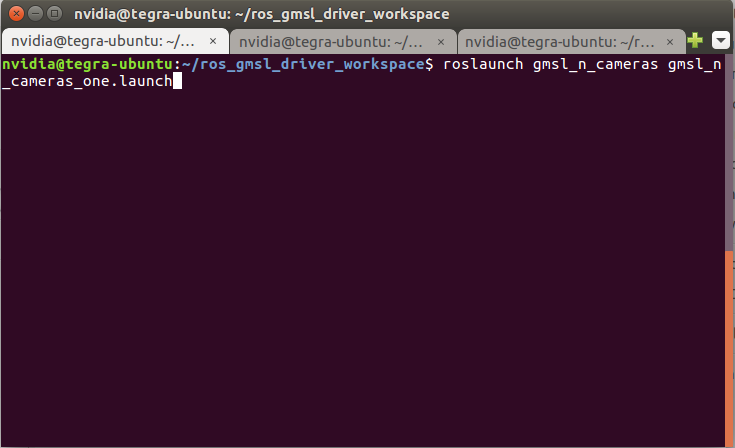 nvidia@tegra-ubuntu: ~/ros_gmsl_driver_workspace
nvidia@tegra-ubuntu: ~/... × nvidia@tegra-ubuntu: ~/... × nvidia@tegra-ubuntu: ~/r... ×
nvidia@tegra-ubuntu:~/ros_gmsl_driver_workspace$ roslaunch gmsl_n_cameras gmsl_n
_cameras_one.launch